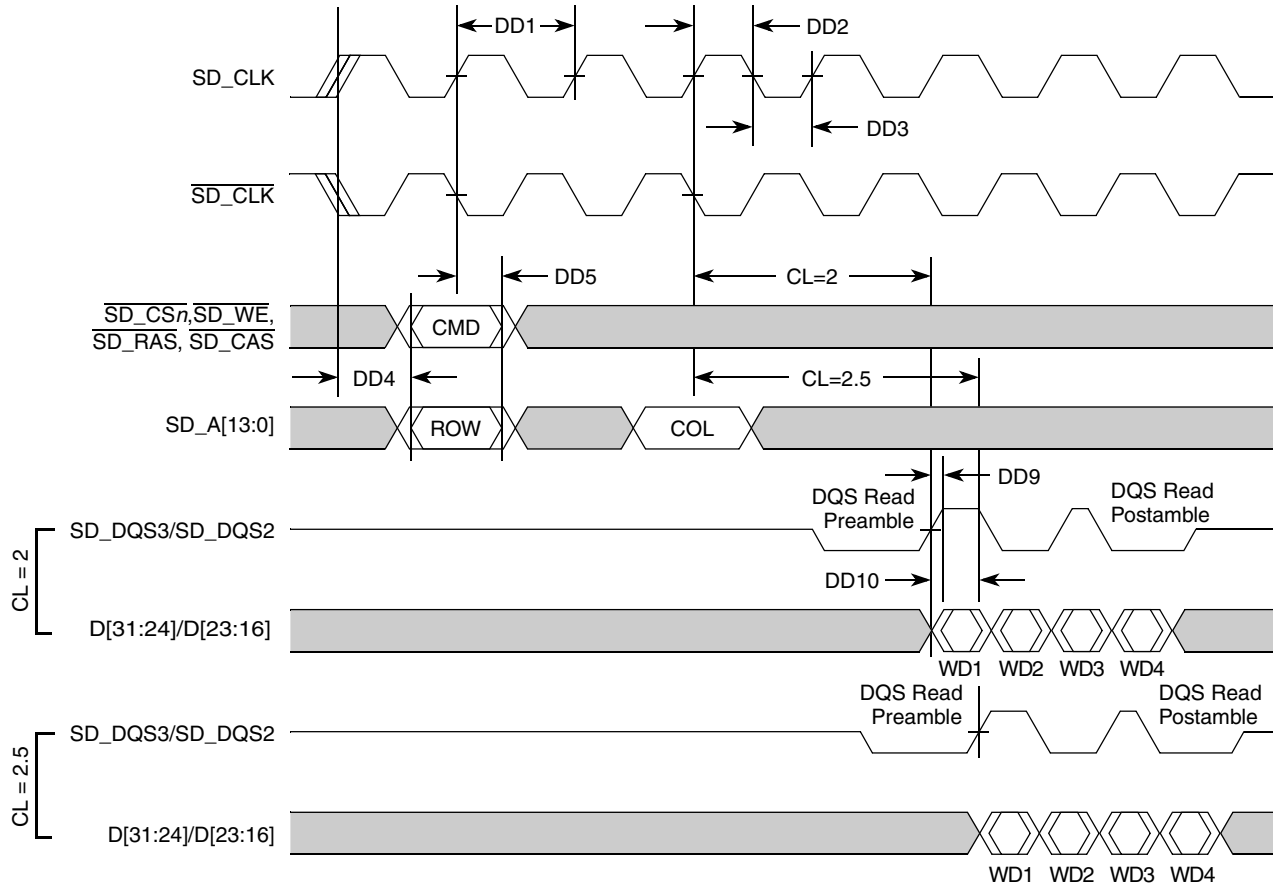 DD1
DD2
SD_CLK
DD3
SD_CLK
DD5
CL=2
SD_CSn,SD_WE,
SD_RAS, SD_CAS
CMD
DD4
CL=2.5
SD_A[13:0]
ROW
COL
DD9
DQS Read
Preamble
DQS Read
Postamble
CL = 2
SD_DQS3/SD_DQS2
DD10
D[31:24]/D[23:16]
WD1 WD2 WD3 WD4
DQS Read
Preamble
DQS Read
Postamble
CL = 2.5
SD_DQS3/SD_DQS2
D[31:24]/D[23:16]
WD1 WD2 WD3 WD4